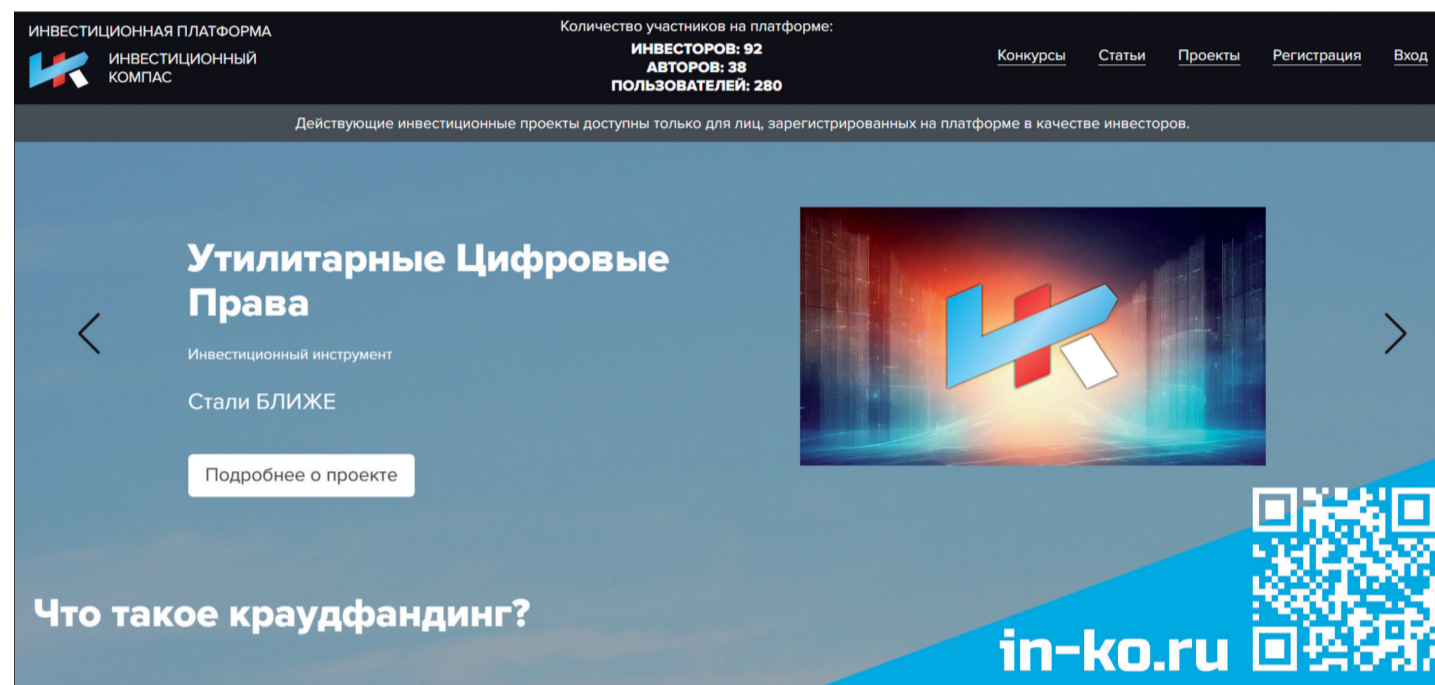 ИНВЕСТИЦИОННАЯ ПЛАТФОРМА
ИНВЕСТИЦИОННЫЙ
КОМПАС
Количество участников на платформе:
ИНВЕСТОРОВ: 92
АВТОРОВ: 38
ПОЛЬЗОВАТЕЛЕЙ: 280
Конкурсы Статьи Проекты Регистрация Вход
Действующие инвестиционные проекты доступны только для лиц, зарегистрированных на платформе в качестве инвесторов.
Утилитарные Цифровые
Права
Инвестиционный инструмент
Стали БЛИЖЕ
Подробнее о проекте
Что такое краудфандинг?
in-ko.ru